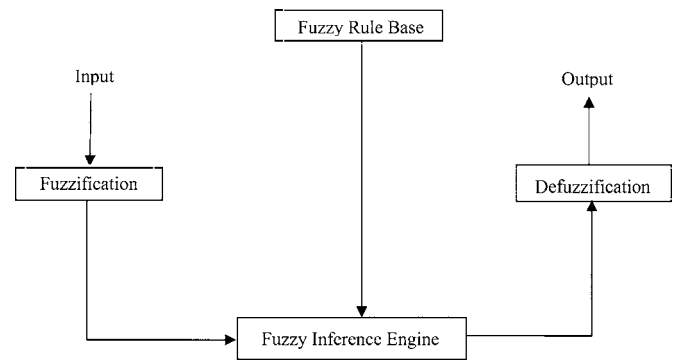 Fuzzy Rule Base
Input
Output
Fuzzification
Defuzzification
Fuzzy Inference Engine